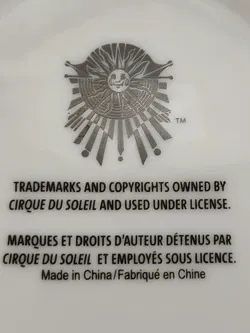 TM
TRADEMARKS AND COPYRIGHTS OWNED BY
CIRQUE DU SOLEIL AND USED UNDER LICENSE.
MARQUES ET DROITS D'AUTEUR DÉTENUS PAR
CIRQUE DU SOLEIL ET EMPLOYÉS SOUS LICENCE.
Made in China/Fabriqué en Chine